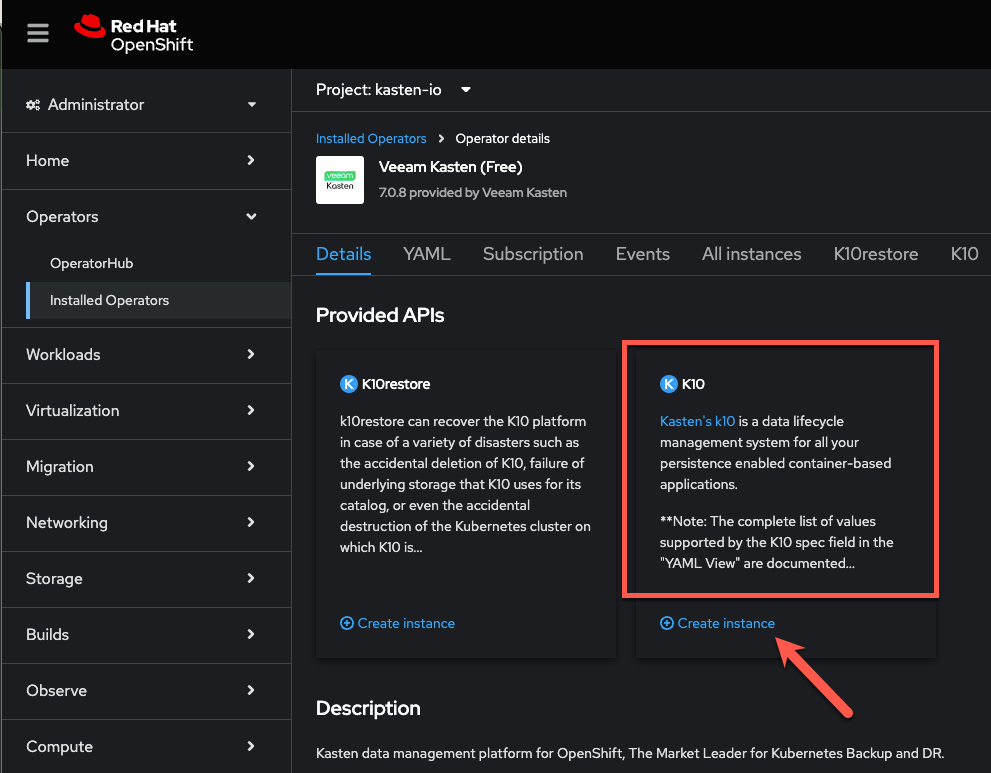 Red Hat
OpenShift
Administrator
Home
Operators
OperatorHub
Installed Operators
Workloads
Virtualization
Migration
Networking
Storage
Builds
Observe
Compute
Project: kasten-io
Installed Operators
Operator details
veeam
Kasten
Veeam Kasten (Free)
7.0.8 provided by Veeam Kasten
Details YAML Subscription Events All instances K10restore K10
Provided APIs
K K10restore
k10restore can recover the K10 platform
in case of a variety of disasters such as
the accidental deletion of K10, failure of
underlying storage that K10 uses for its
catalog, or even the accidental
destruction of the Kubernetes cluster on
which K10 is...
Create instance
K K10
Kasten's k10 is a data lifecycle
management system for all your
persistence enabled container-based
applications.
**Note: The complete list of values
supported by the K10 spec field in the
"YAML View" are documented...
Create instance
Description
Kasten data management platform for OpenShift, The Market Leader for Kubernetes Backup and DR.